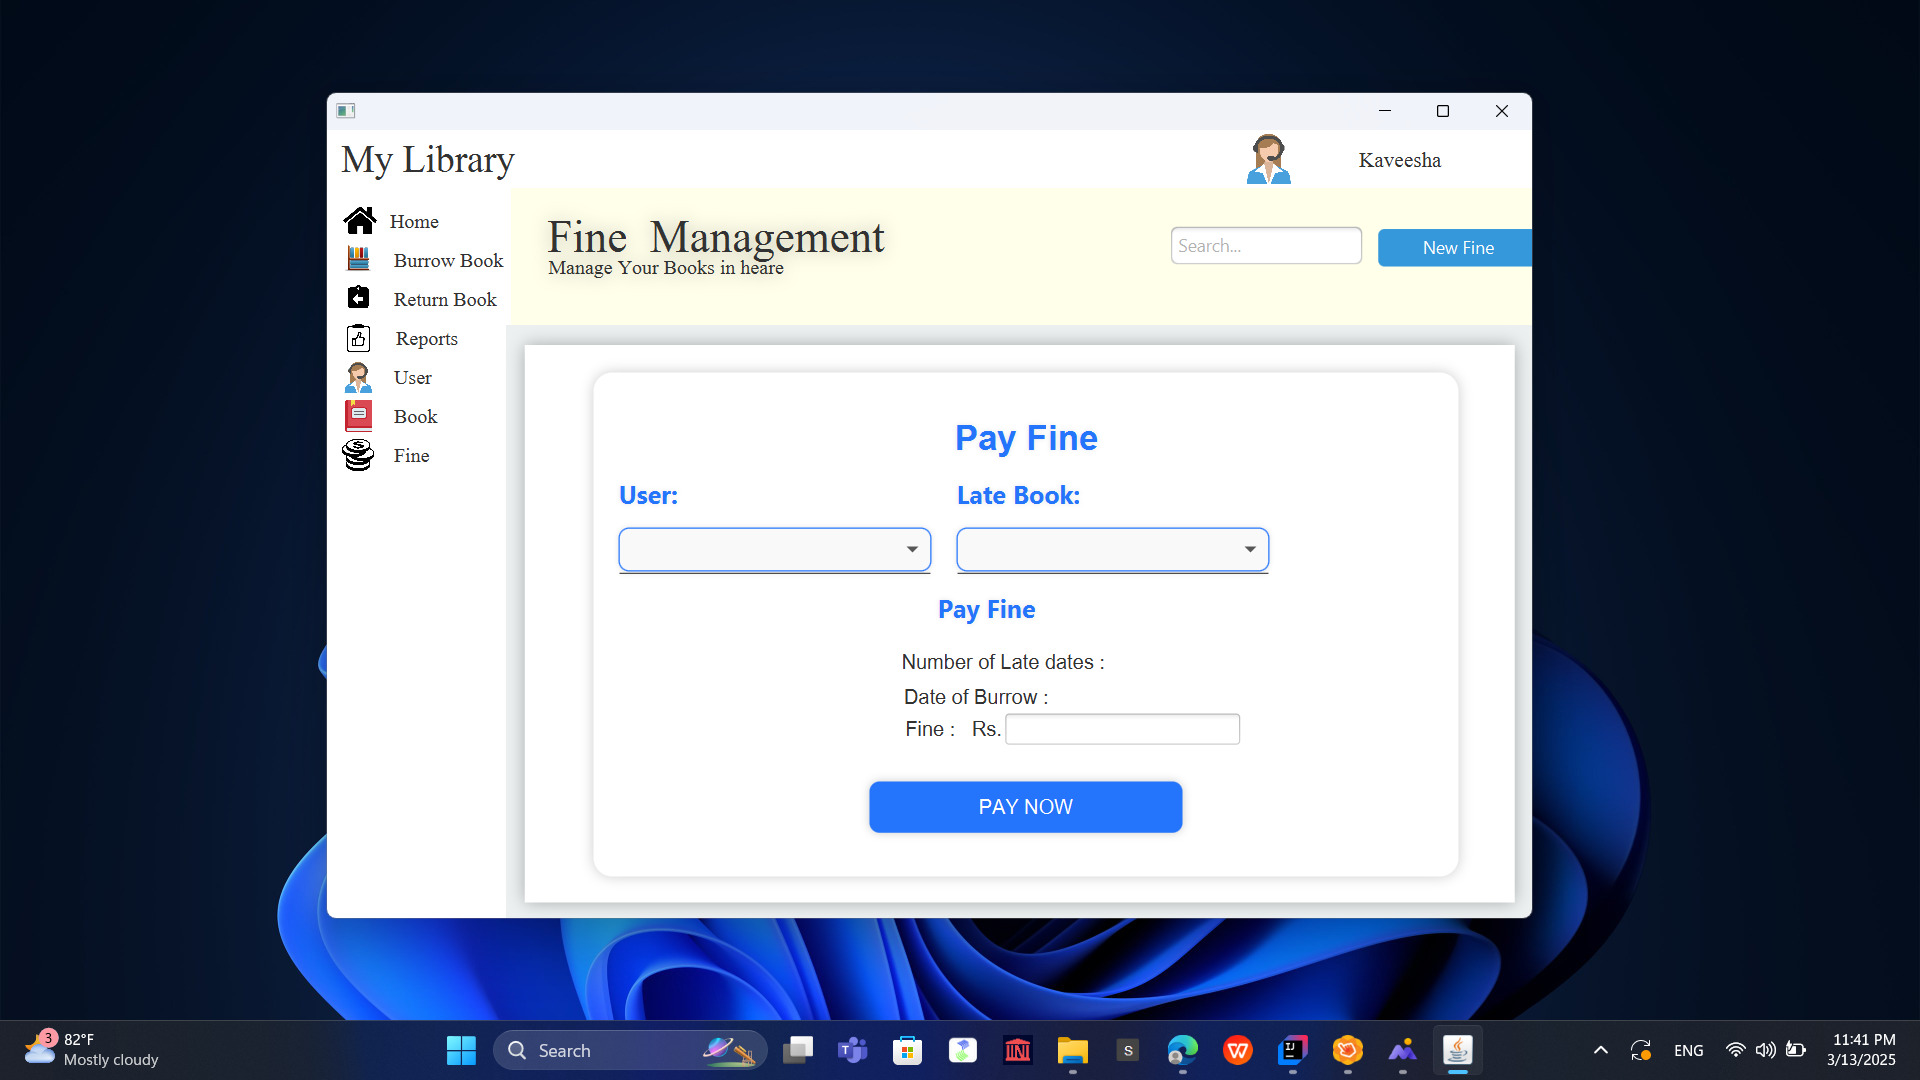 My Library
Kaveesha
Home
Burrow Book
Return Book
Reports
User
Book
Fine
Fine Management
Manage Your Books in heare
Search...
New Fine
Pay Fine
User:
Late Book:
Pay Fine
Number of Late dates :
Date of Burrow :
Fine : Rs.
PAY NOW
3
82°F
Mostly cloudy
Search
T
S
W
IJ
ENG
11:41 PM
3/13/2025